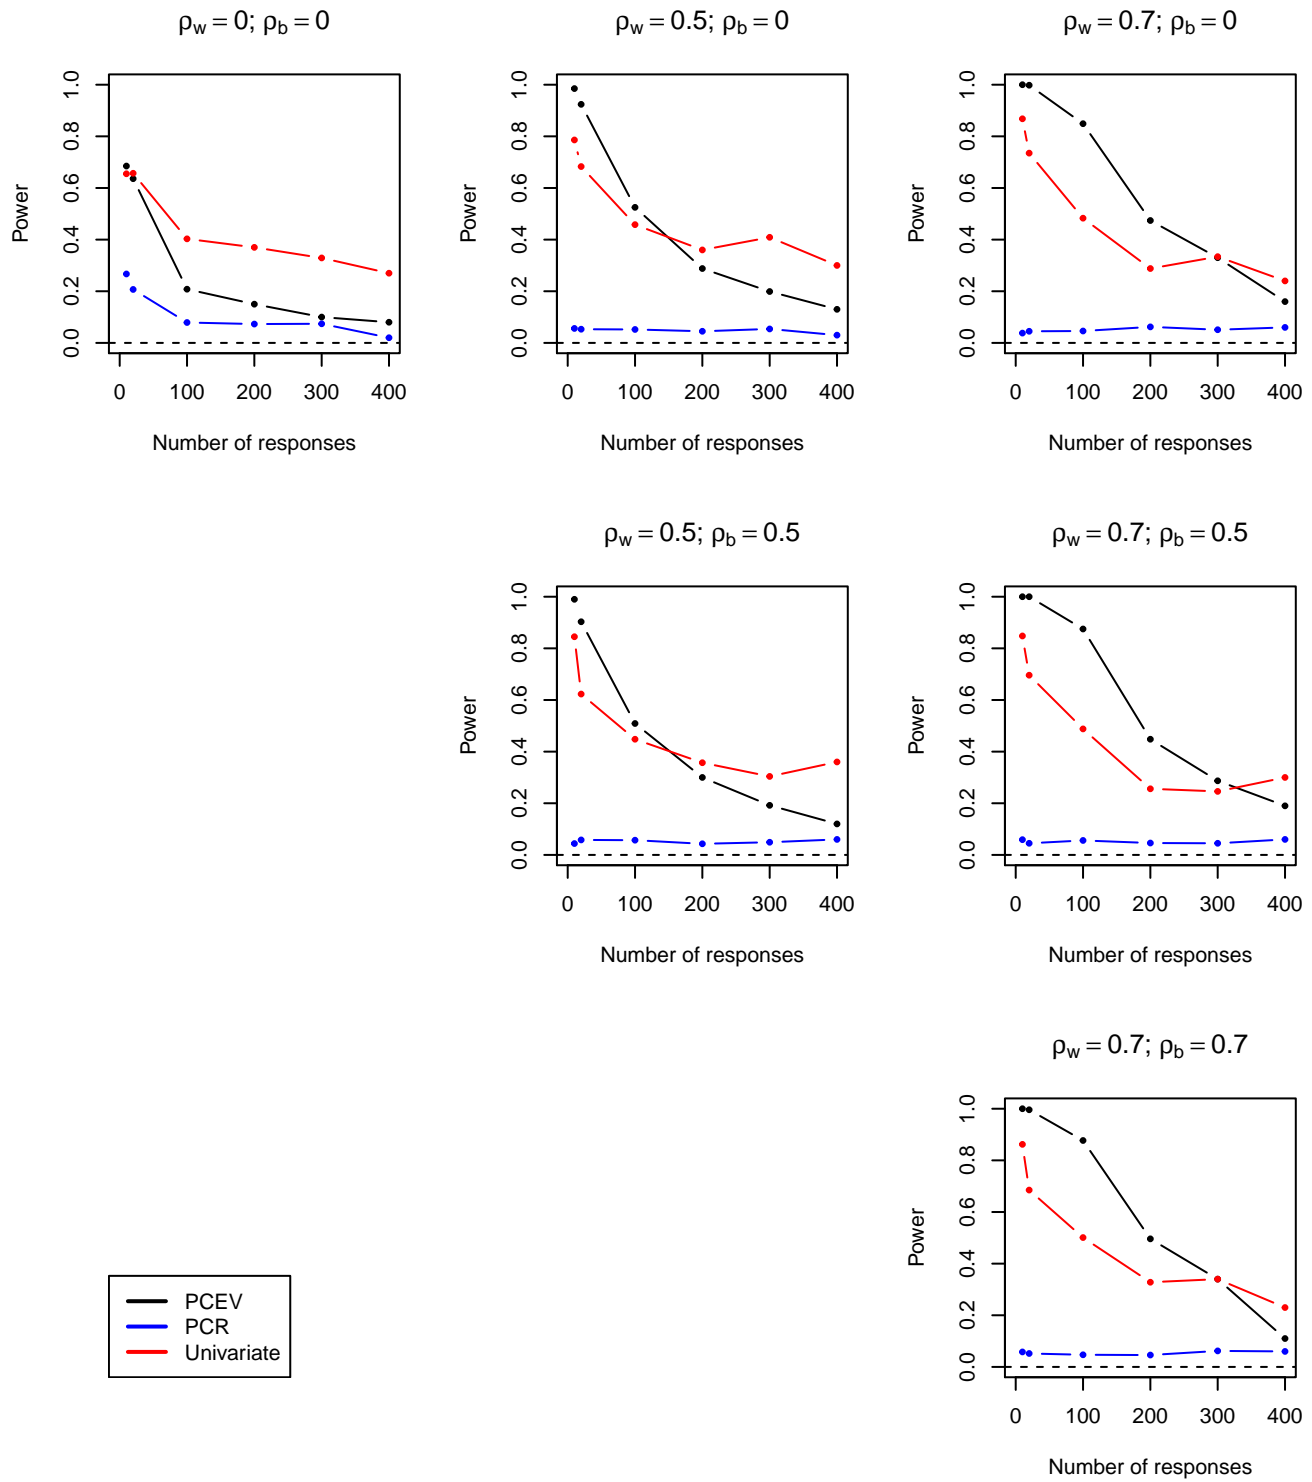 ρw = 0; ρb = 0
1.0
0.8
0.6
0.4
0.2
0.0
Power
0 100 200 300 400
Number of responses
ρw = 0.5; ρb = 0
1.0
0.8
0.6
0.4
0.2
0.0
Power
0 100 200 300 400
Number of responses
ρw = 0.7; ρb = 0
1.0
0.8
0.6
0.4
0.2
0.0
Power
0 100 200 300 400
Number of responses
ρw = 0.5; ρb = 0.5
1.0
0.8
0.6
0.4
0.2
0.0
Power
0 100 200 300 400
Number of responses
ρw = 0.7; ρb = 0.5
1.0
0.8
0.6
0.4
0.2
0.0
Power
0 100 200 300 400
Number of responses
ρw = 0.7; ρb = 0.7
1.0
0.8
0.6
0.4
0.2
0.0
Power
0 100 200 300 400
Number of responses
PCEV
PCR
Univariate